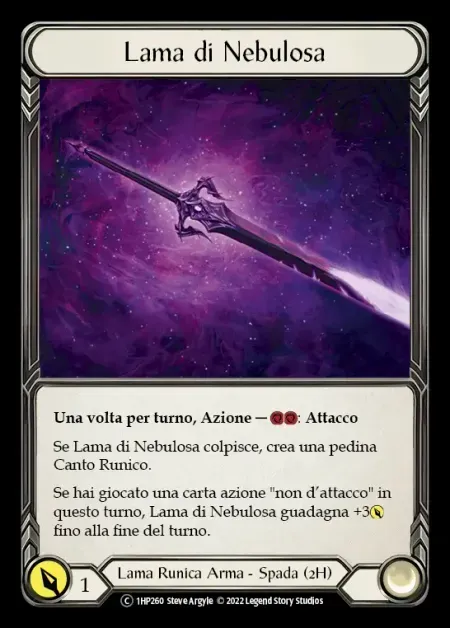 Lama di Nebulosa
Una volta per turno, Azione — : Attacco
Se Lama di Nebulosa colpisce, crea una pedina
Canto Runico.
Se hai giocato una carta azione "non d'attacco" in
questo turno, Lama di Nebulosa guadagna +3
fino alla fine del turno.
1
Lama Runica Arma - Spada (2H)
C 1HP260 Steve Argyle © 2022 Legend Story Studios